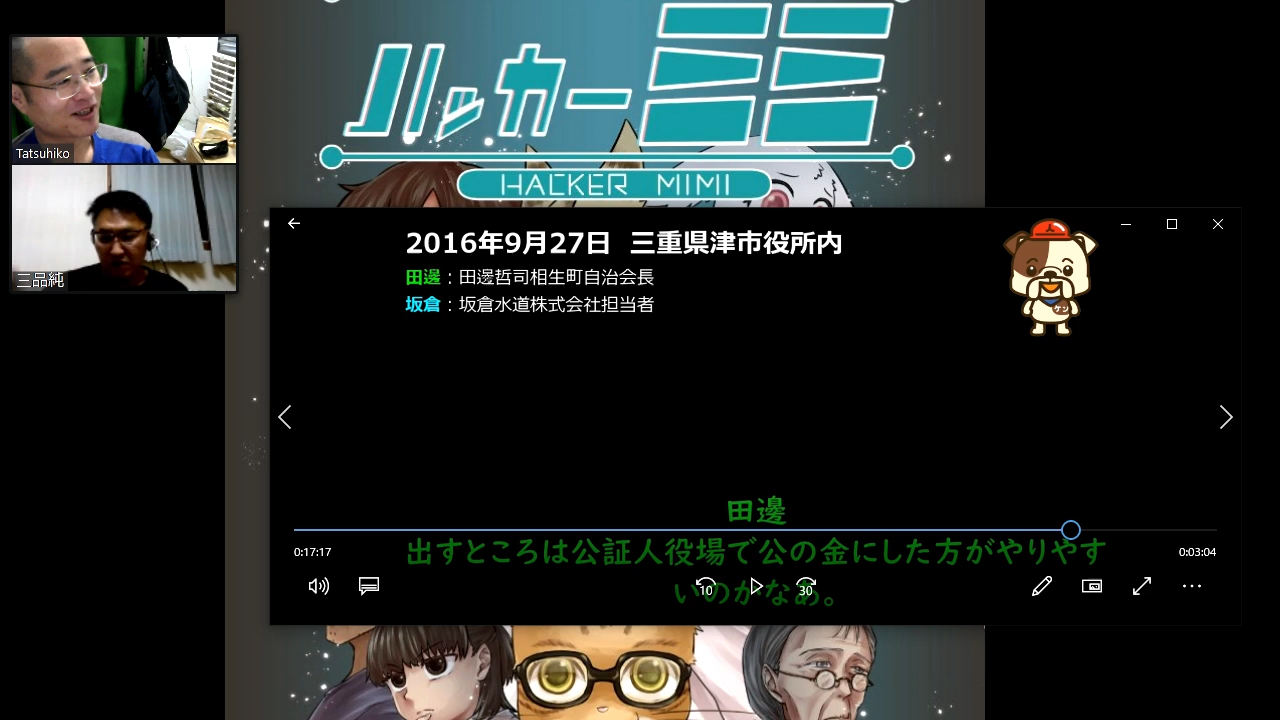 ハッカーミミ
HACKER MIMI
Tatsuhiko
三品純
2016年9月27日 三重県津市役所内
田邊：田邊哲司相生町自治会長
坂倉：坂倉水道株式会社担当者
人
ケン
田邊
出すところは公証人役場で公の金にした方がやりやす
いのかなあ。
0:17:17
0:03:04
10
30